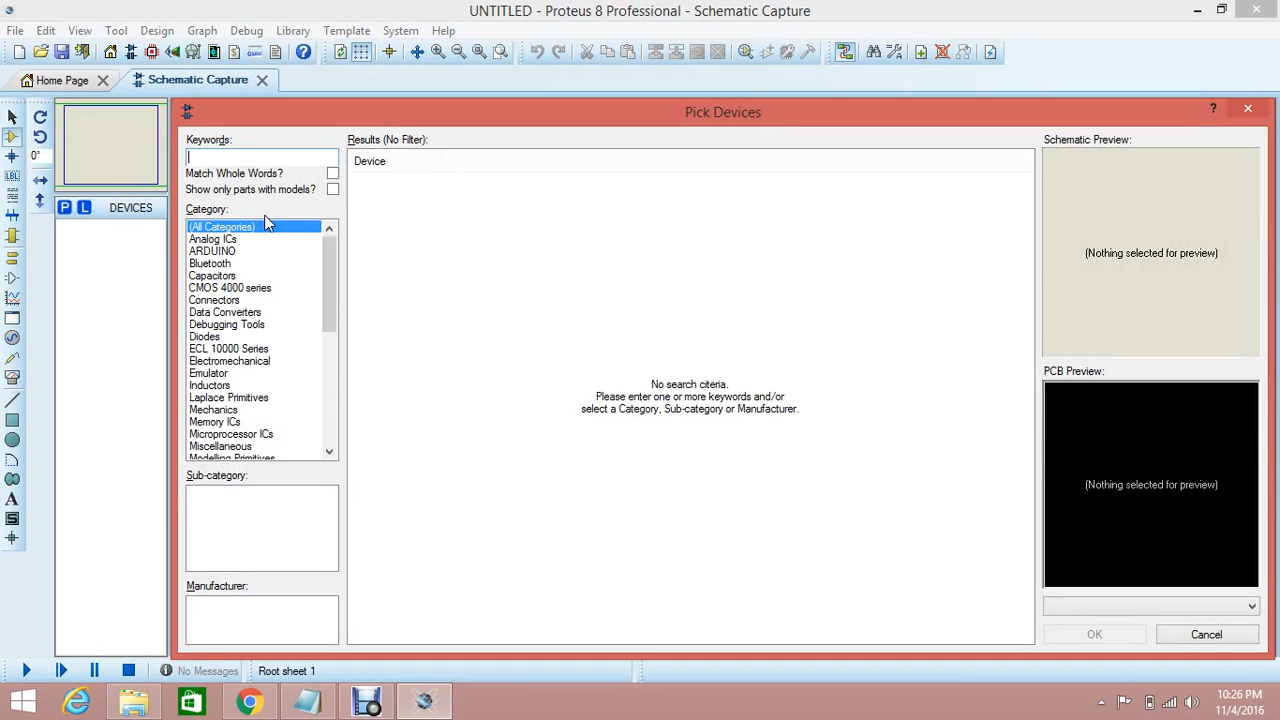 UNTITLED - Proteus 8 Professional - Schematic Capture
File Edit View Tool Design Graph Debug Library Template System Help
Home Page
Schematic Capture
Pick Devices
Keywords:
Results (No Filter):
Schematic Preview:
Device
Match Whole Words?
Show only parts with models?
0°
LBL
P L DEVICES
Category:
(All Categories)
Analog ICs
ARDUINO
Bluetooth
Capacitors
CMOS 4000 series
Connectors
Data Converters
Debugging Tools
Diodes
ECL 10000 Series
Electromechanical
Emulator
Inductors
Laplace Primitives
Mechanics
Memory ICs
Microprocessor ICs
Miscellaneous
Modelling Primitives
(Nothing selected for preview)
PCB Preview:
No search citeria.
Please enter one or more keywords and/or
select a Category, Sub-category or Manufacturer.
Sub-category:
(Nothing selected for preview)
A
S
Manufacturer:
OK Cancel
No Messages Root sheet 1
10:26 PM
11/4/2016